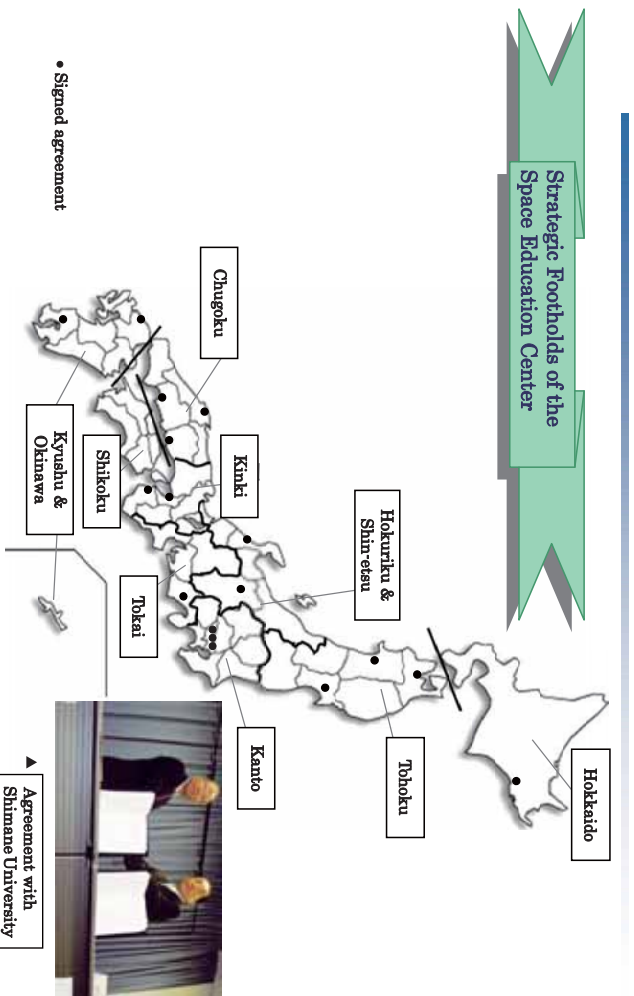 Strategic Footholds of the
Space Education Center
Hokkaido
Tohoku
Hokuriku &
Shin-etsu
Kanto
Kinki
Chugoku
Tokai
Shikoku
Kyushu &
Okinawa
• Signed agreement
▲ Agreement with
Shimane University